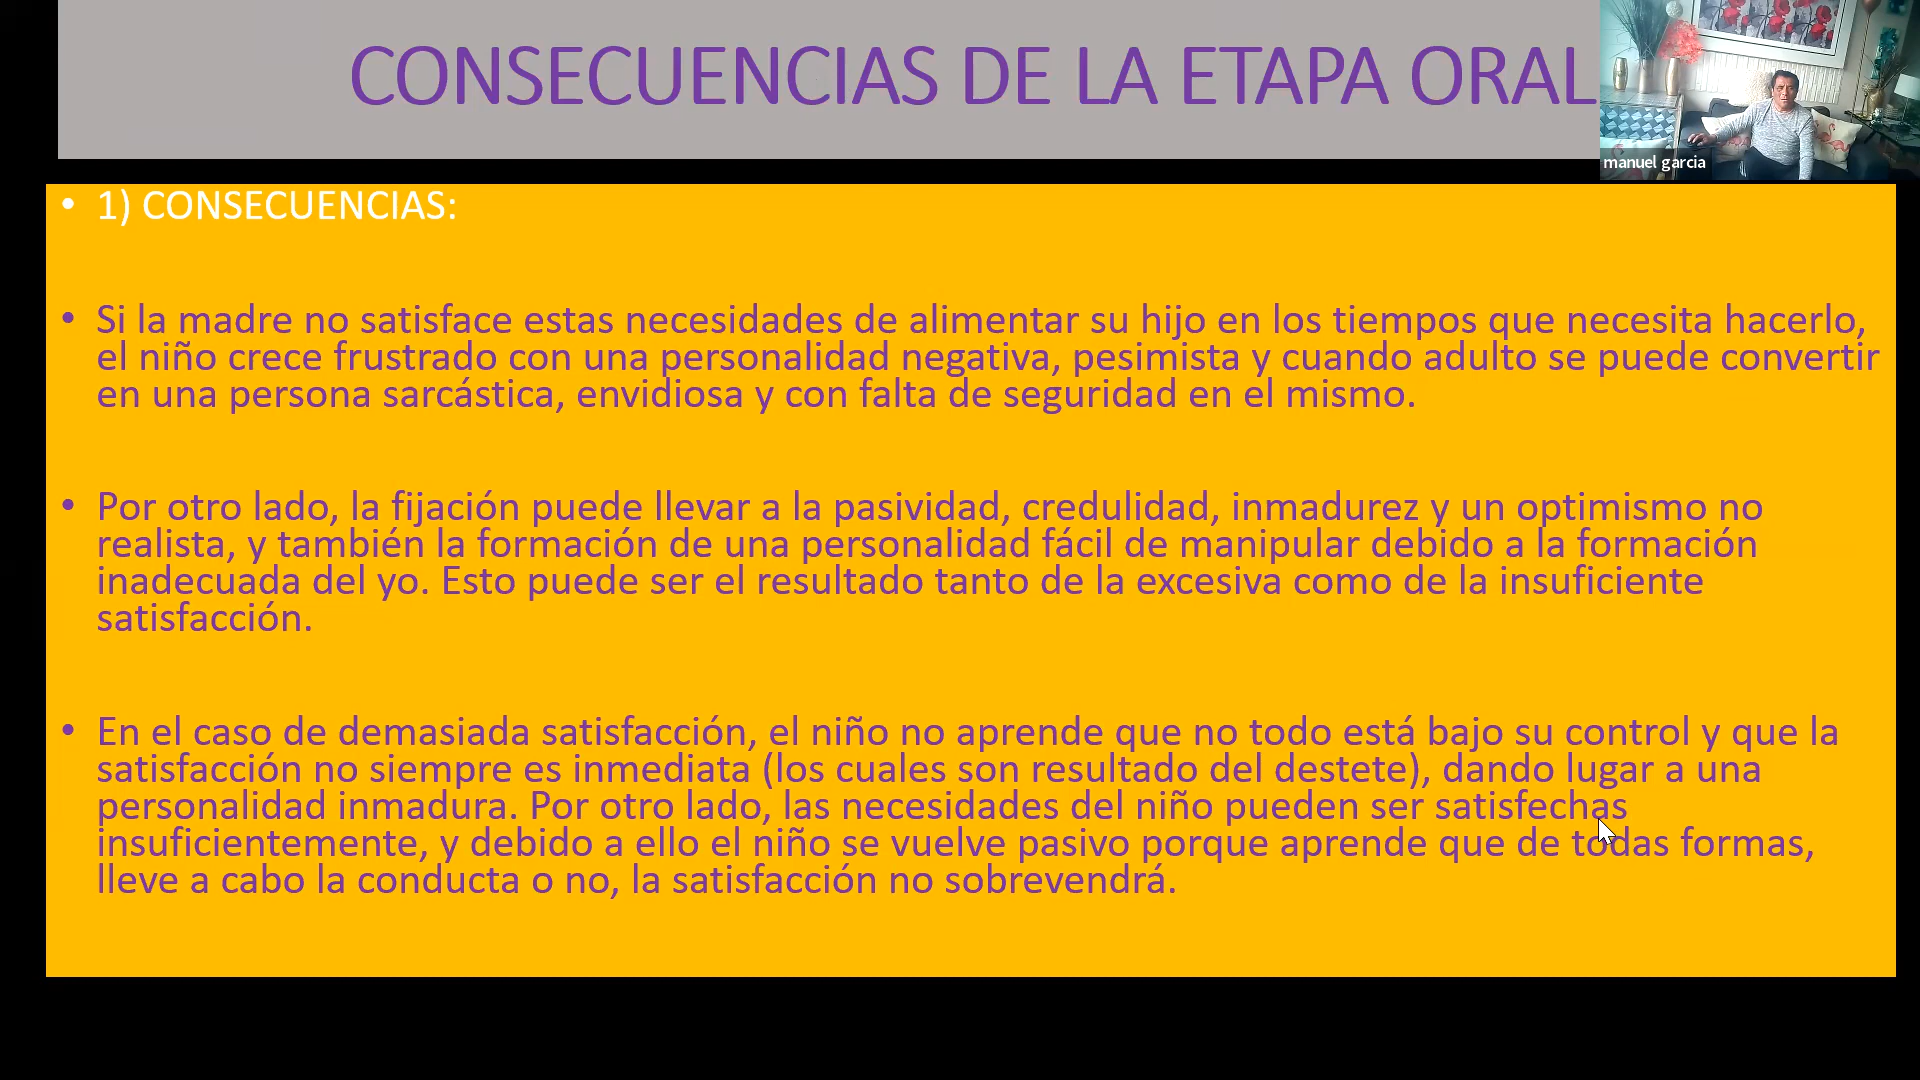 CONSECUENCIAS DE LA ETAPA ORAL
manuel garcia
• 1) CONSECUENCIAS:
• Si la madre no satisface estas necesidades de alimentar su hijo en los tiempos que necesita hacerlo,
el niño crece frustrado con una personalidad negativa, pesimista y cuando adulto se puede convertir
en una persona sarcástica, envidiosa y con falta de seguridad en el mismo.
• Por otro lado, la fijación puede llevar a la pasividad, credulidad, inmadurez y un optimismo no
realista, y también la formación de una personalidad fácil de manipular debido a la formación
inadecuada del yo. Esto puede ser el resultado tanto de la excesiva como de la insuficiente
satisfacción.
• En el caso de demasiada satisfacción, el niño no aprende que no todo está bajo su control y que la
satisfacción no siempre es inmediata (los cuales son resultado del destete), dando lugar a una
personalidad inmadura. Por otro lado, las necesidades del niño pueden ser satisfechas
insuficientemente, y debido a ello el niño se vuelve pasivo porque aprende que de todas formas,
lleve a cabo la conducta o no, la satisfacción no sobrevendrá.